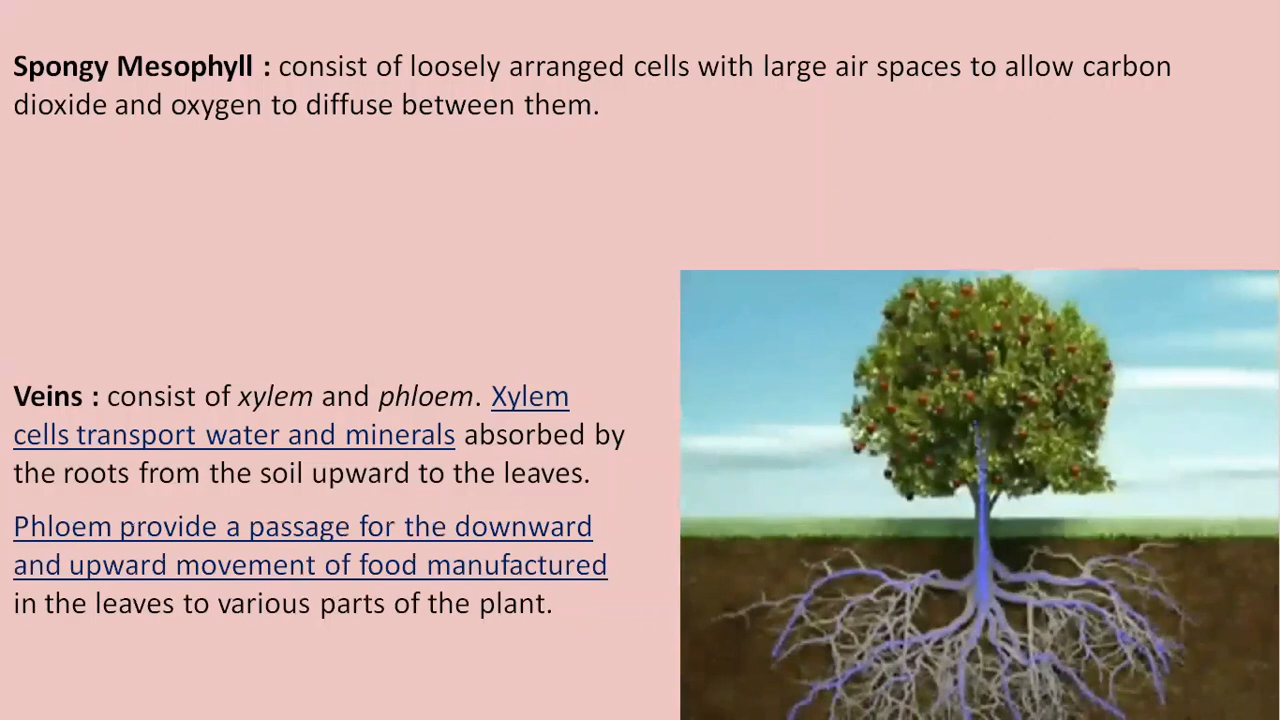 Spongy Mesophyll : consist of loosely arranged cells with large air spaces to allow carbon
dioxide and oxygen to diffuse between them.
Veins : consist of xylem and phloem. Xylem
cells transport water and minerals absorbed by
the roots from the soil upward to the leaves.
Phloem provide a passage for the downward
and upward movement of food manufactured
in the leaves to various parts of the plant.